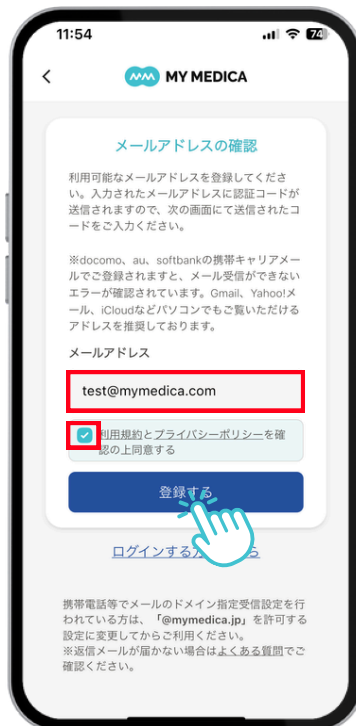 11:54
74
MY MEDICA
メールアドレスの確認
利用可能なメールアドレスを登録してくださ
い。入力されたメールアドレスに認証コードが
送信されますので、次の画面にて送信されたコ
ードをご入力ください。
※docomo、au、softbankの携帯キャリアメー
ルでご登録されますと、メール受信ができない
エラーが確認されています。Gmail、Yahoo!メ
ール、iCloudなどパソコンでもご覧いただける
アドレスを推奨しております。
メールアドレス
test@mymedica.com
利用規約とプライバシーポリシーを確
認の上同意する
登録する
ログインする方 ら
携帯電話等でメールのドメイン指定受信設定を行
われている方は、「@mymedica.jp」を許可する
設定に変更してからご利用ください。
※返信メールが届かない場合はよくある質問でご
確認ください。